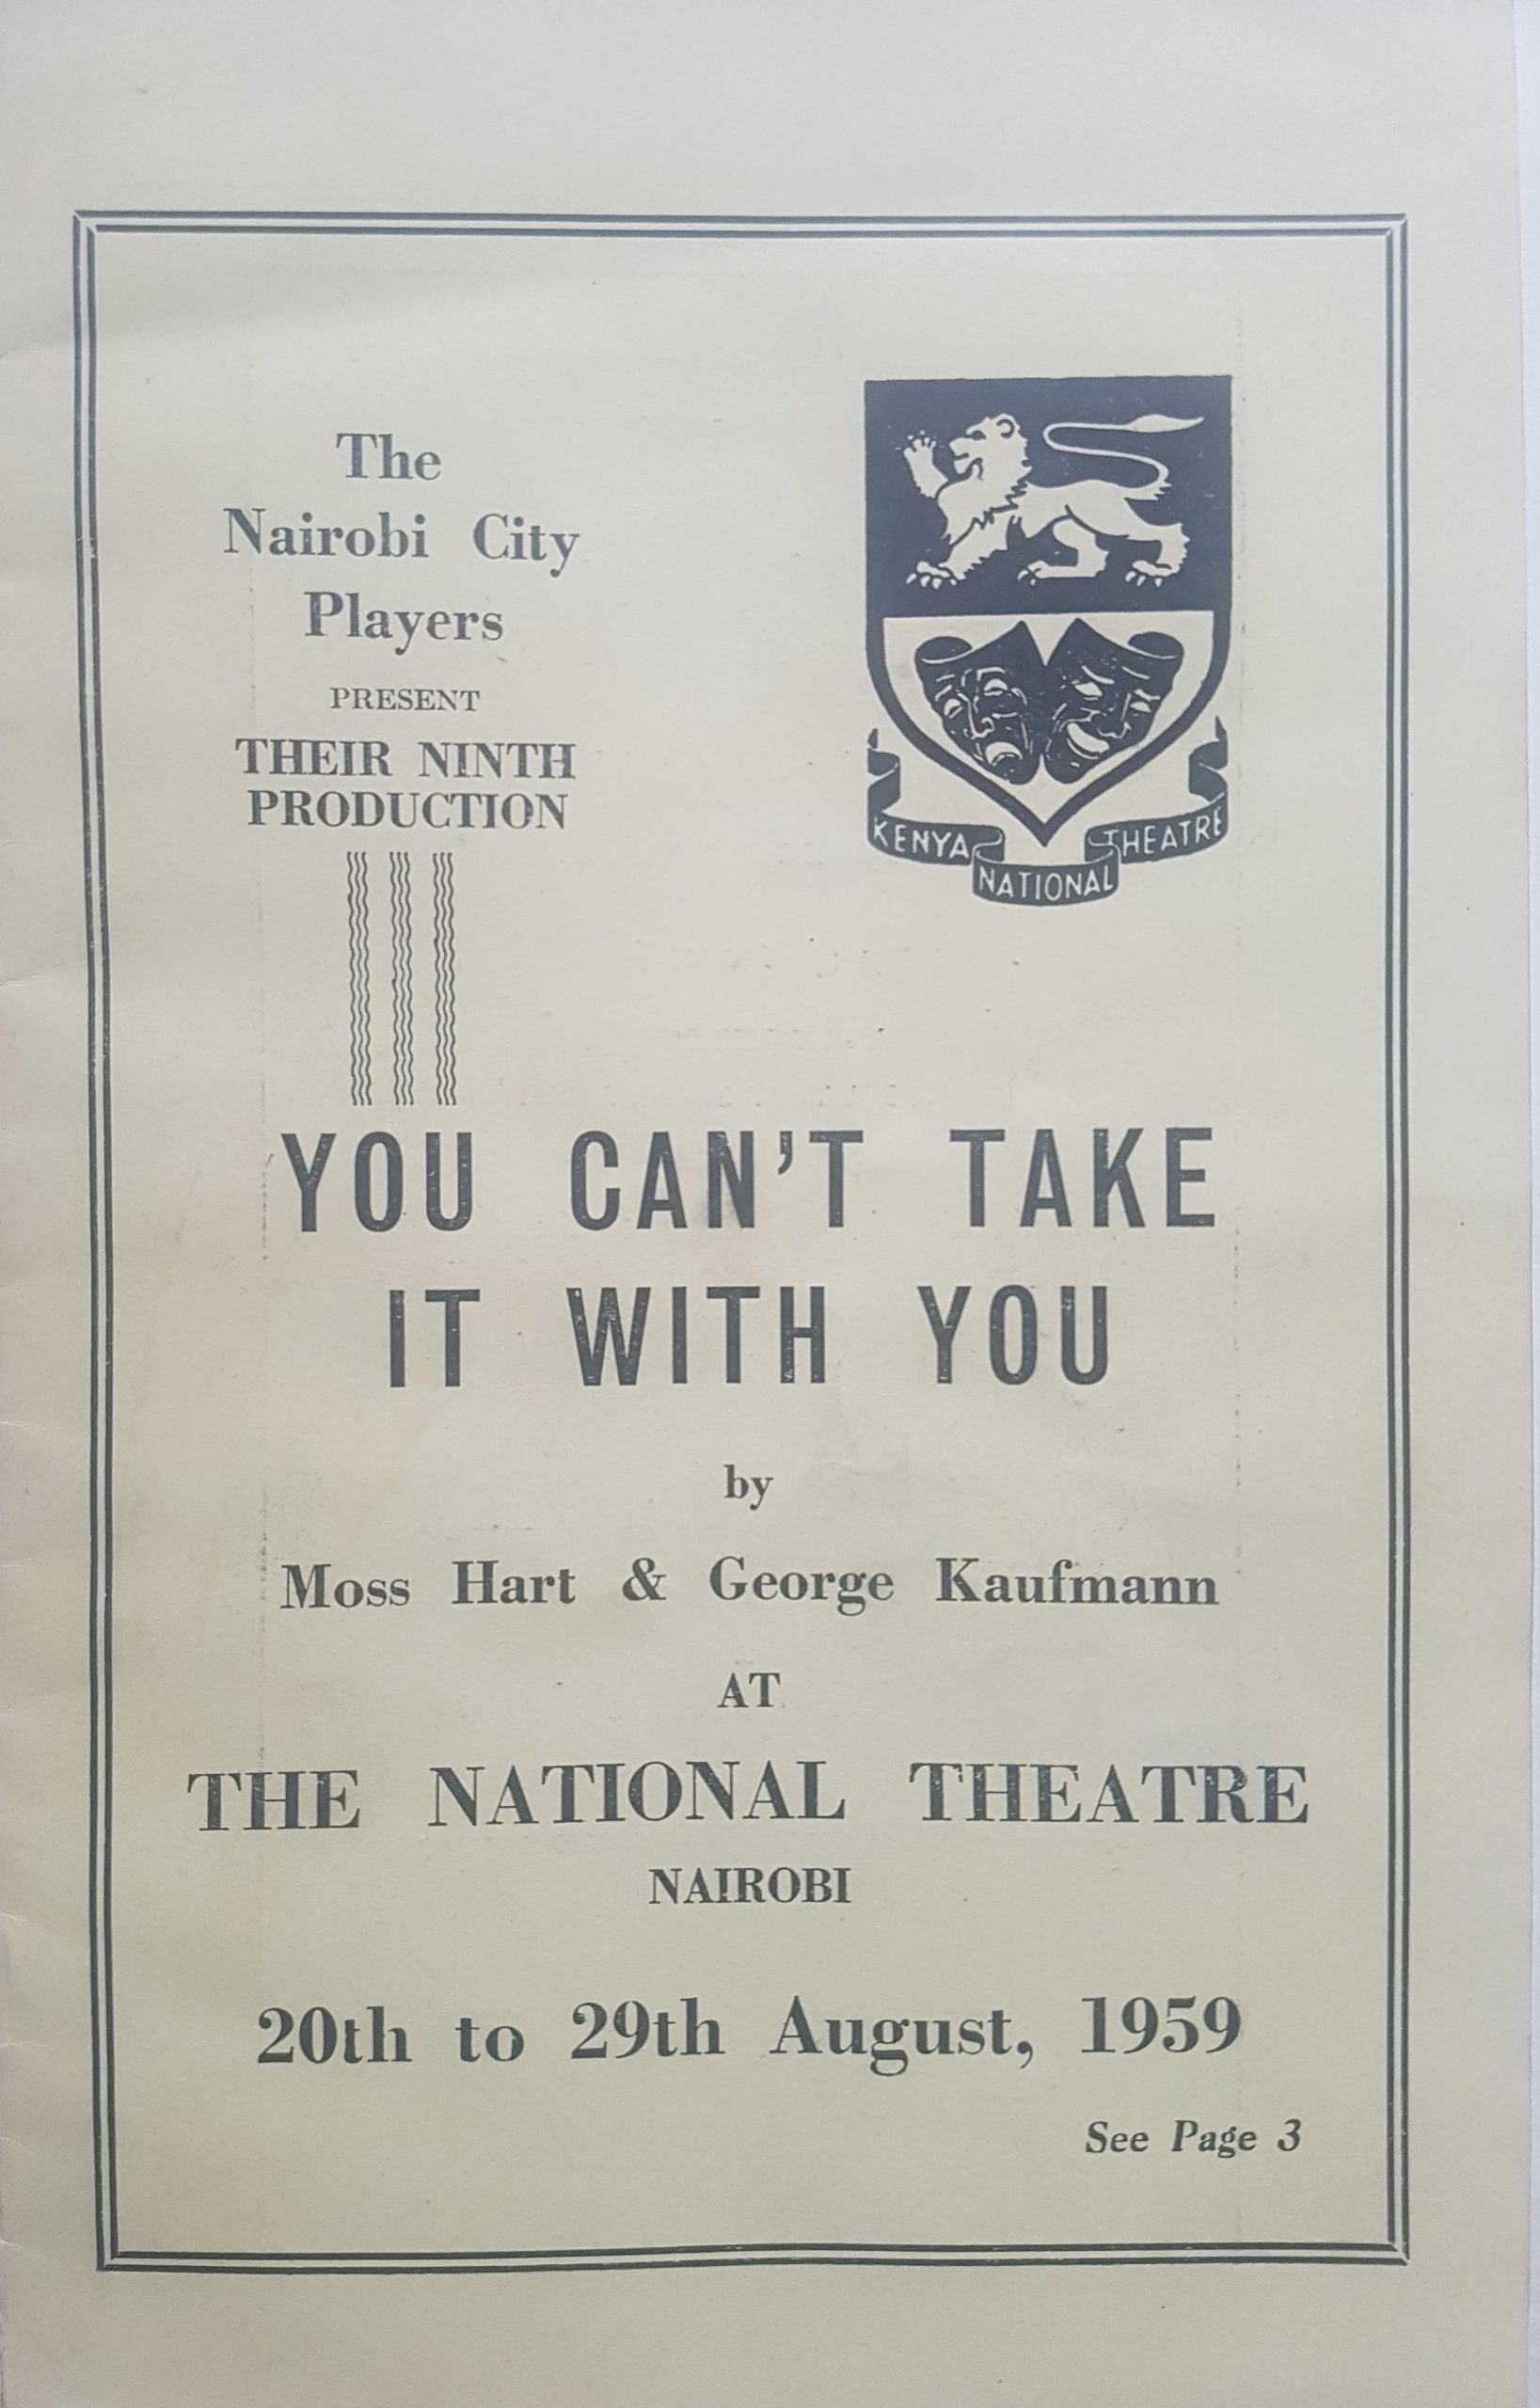 The
Nairobi City
Players
PRESENT
THEIR NINTH
PRODUCTION
KENYA NATIONAL THEATRE
YOU CAN'T TAKE
IT WITH YOU
by
Moss Hart & George Kaufmann
AT
THE NATIONAL THEATRE
NAIROBI
20th to 29th August, 1959
See Page 3